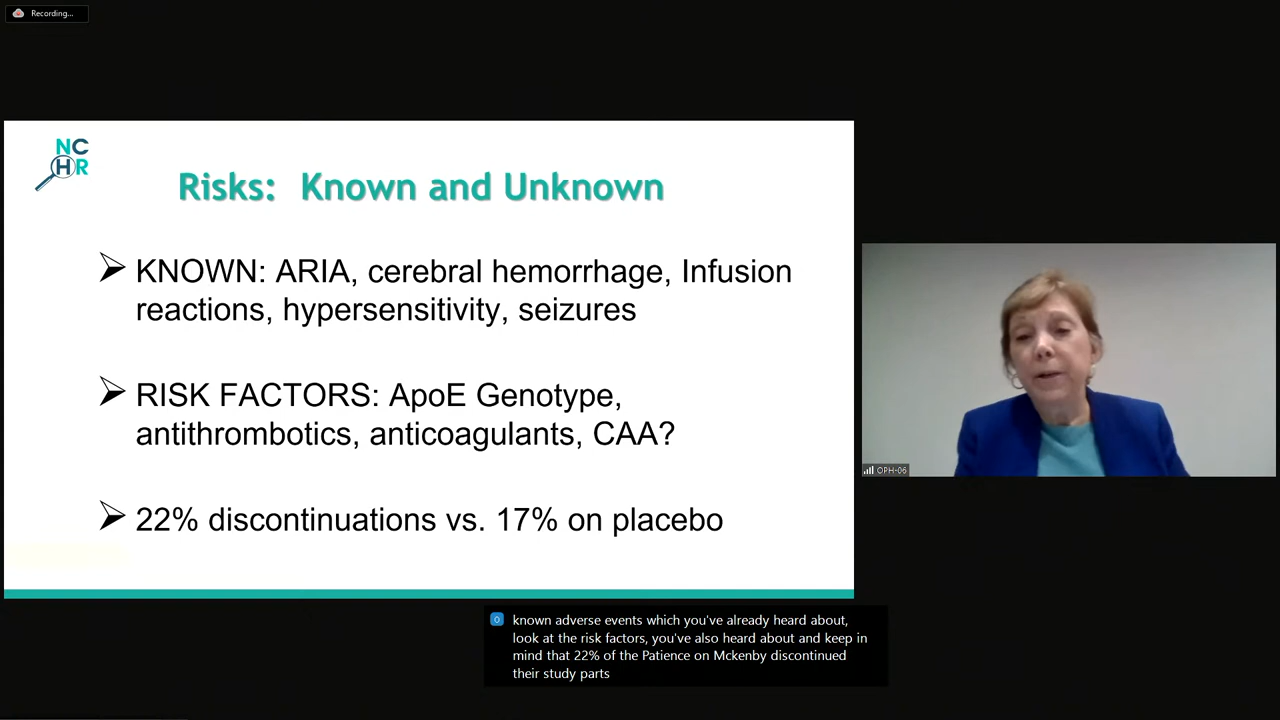 Recording...
NC
HR
Risks: Known and Unknown
KNOWN: ARIA, cerebral hemorrhage, Infusion
reactions, hypersensitivity, seizures
RISK FACTORS: ApoE Genotype,
antithrombotics, anticoagulants, CAA?
22% discontinuations vs. 17% on placebo
OPH-06
known adverse events which you've already heard about,
look at the risk factors, you've also heard about and keep in
mind that 22% of the Patience on Mckenby discontinued
their study parts